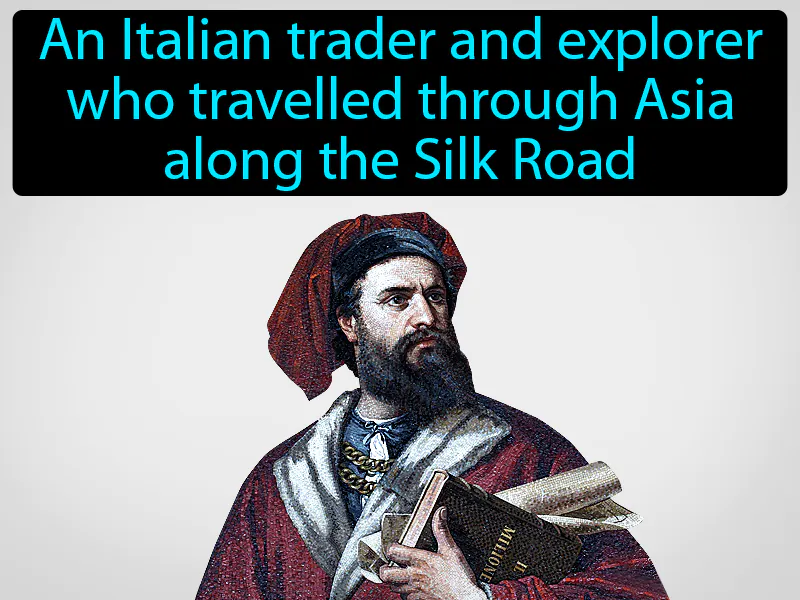 An Italian trader and explorer
who travelled through Asia
along the Silk Road
IL
MILIONE